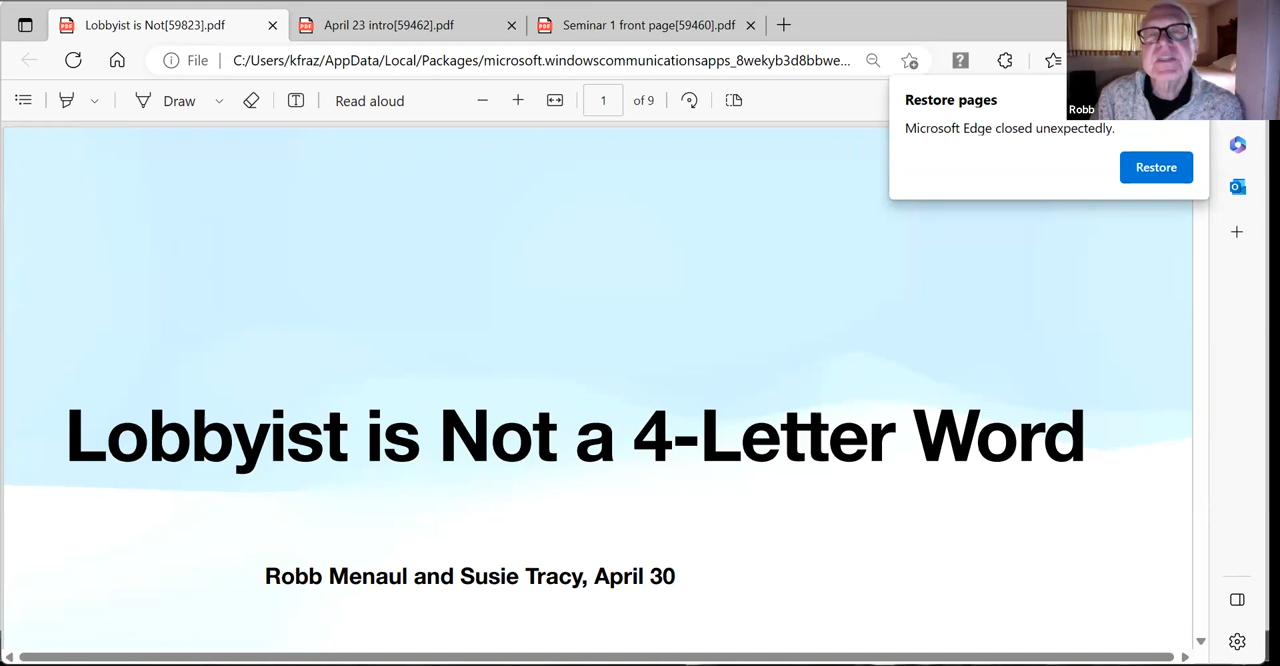 Lobbyist is Not[59823].pdf
April 23 intro[59462].pdf
Seminar 1 front page[59460].pdf
File
C:/Users/kfraz/AppData/Local/Packages/microsoft.windowscommunicationsapps_8wekyb3d8bbwe...
Draw
Read aloud
1
of 9
Restore pages
Microsoft Edge closed unexpectedly.
Restore
Robb
Lobbyist is Not a 4-Letter Word
Robb Menaul and Susie Tracy, April 30